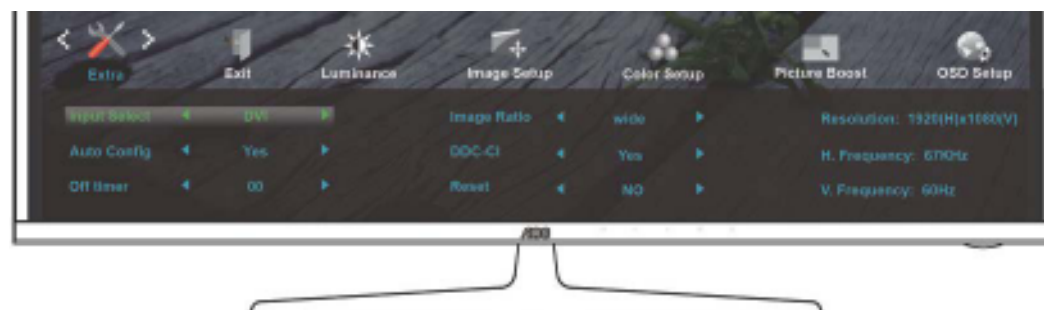 < >
Extra Exit Luminance Image Setup Color Setup Picture Boost OSD Setup
Input Select DVI Image Ratio wide Resolution: 1920(H)x1080(V)
Auto Config Yes DDC-CI Yes H. Frequency: 67KHz
Off timer 00 Reset NO V. Frequency: 60Hz
AOC